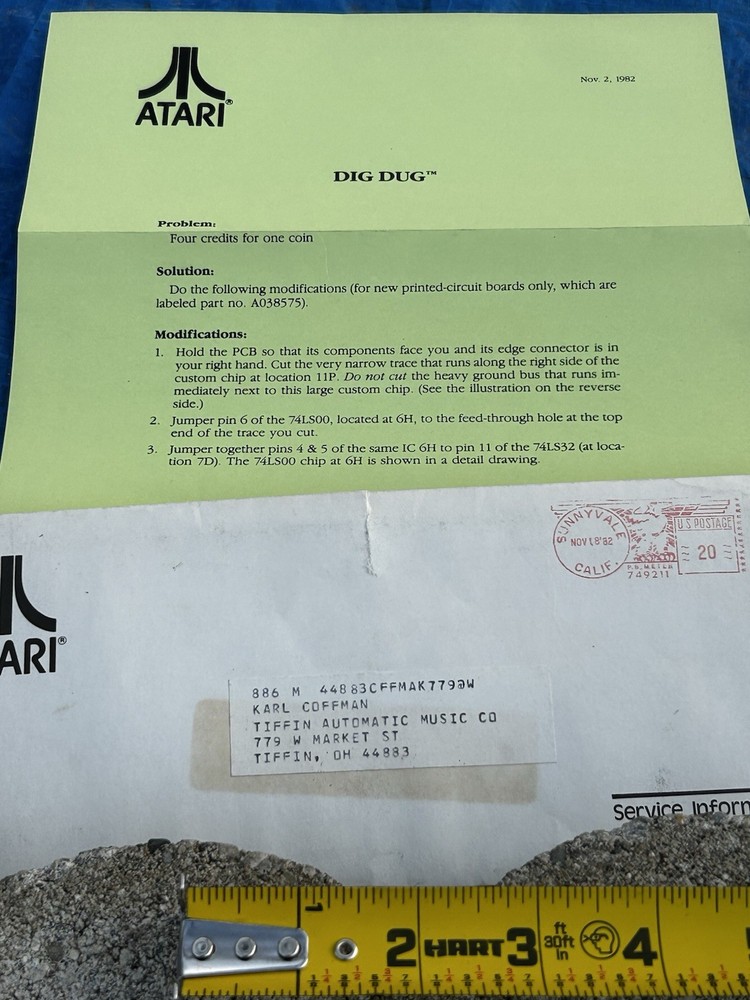 ATARI®
Nov. 2, 1982
DIG DUG™
Problem:
Four credits for one coin
Solution:
Do the following modifications (for new printed-circuit boards only, which are
labeled part no. A038575).
Modifications:
1. Hold the PCB so that its components face you and its edge connector is in
your right hand. Cut the very narrow trace that runs along the right side of the
custom chip at location 11P. Do not cut the heavy ground bus that runs im-
mediately next to this large custom chip. (See the illustration on the reverse
side.)
2. Jumper pin 6 of the 74LS00, located at 6H, to the feed-through hole at the top
end of the trace you cut.
3. Jumper together pins 4 & 5 of the same IC 6H to pin 11 of the 74LS32 (at loca-
tion 7D). The 74LS00 chip at 6H is shown in a detail drawing.
SUNNYVALE
NOV 18'82
CALIF.
U.S. POSTAGE
20
P.B. METER
749211
ARI®
886 M 44883CFFMAK779@W
KARL COFFMAN
TIFFIN AUTOMATIC MUSIC CO
779 W MARKET ST
TIFFIN, OH 44883
Service Inform
1 2 HART 3 ft 30ft in 4